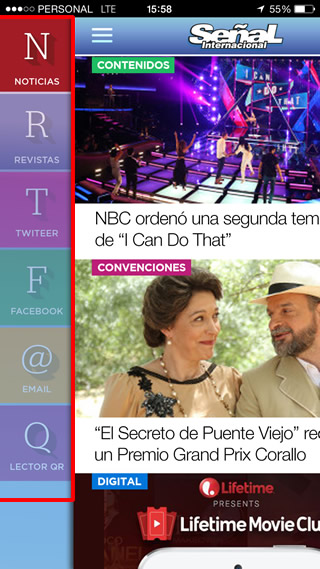 PERSONAL LTE 15:58 55%
N
NOTICIAS
R
REVISTAS
T
TWITEER
F
FACEBOOK
@
EMAIL
Q
LECTOR QR
SeñaL
Internacional
CONTENIDOS
I CAN
DO
THAT
NBC ordenó una segunda tem
de “I Can Do That”
CONVENCIONES
“El Secreto de Puente Viejo” rec
un Premio Grand Prix Corallo
DIGITAL
Lifetime
PRESENTS
Lifetime Movie Clu